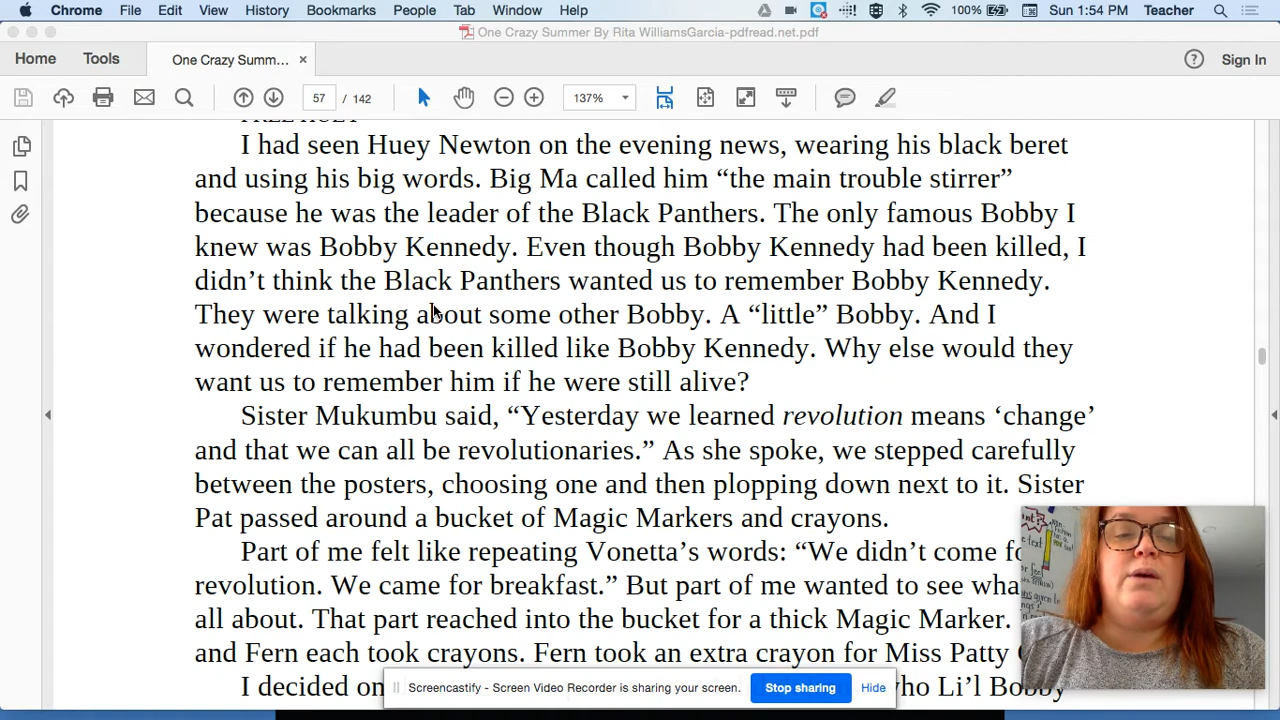 Chrome File Edit View History Bookmarks People Tab Window Help 100% Sun 1:54 PM Teacher
One Crazy Summer By Rita WilliamsGarcia-pdfread.net.pdf
Home Tools One Crazy Summ... × Sign In
57 / 142 137%
I had seen Huey Newton on the evening news, wearing his black beret
and using his big words. Big Ma called him “the main trouble stirrer”
because he was the leader of the Black Panthers. The only famous Bobby I
knew was Bobby Kennedy. Even though Bobby Kennedy had been killed, I
didn’t think the Black Panthers wanted us to remember Bobby Kennedy.
They were talking about some other Bobby. A “little” Bobby. And I
wondered if he had been killed like Bobby Kennedy. Why else would they
want us to remember him if he were still alive?
Sister Mukumbu said, “Yesterday we learned revolution means ‘change’
and that we can all be revolutionaries.” As she spoke, we stepped carefully
between the posters, choosing one and then plopping down next to it. Sister
Pat passed around a bucket of Magic Markers and crayons.
Part of me felt like repeating Vonetta’s words: “We didn’t come fo
revolution. We came for breakfast.” But part of me wanted to see wha
all about. That part reached into the bucket for a thick Magic Marker.
and Fern each took crayons. Fern took an extra crayon for Miss Patty
I decided on
ho Li’l Bobby
Screencastify - Screen Video Recorder is sharing your screen. Stop sharing Hide